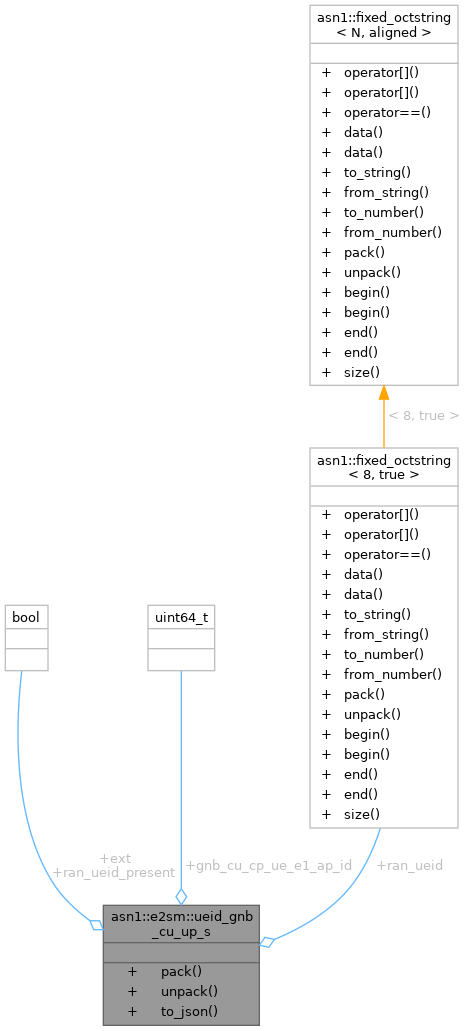 asn1::fixed_octstring
< N, aligned >
+ operator[]()
+ operator[]()
+ operator==()
+ data()
+ data()
+ to_string()
+ from_string()
+ to_number()
+ from_number()
+ pack()
+ unpack()
+ begin()
+ begin()
+ end()
+ end()
+ size()
< 8, true >
asn1::fixed_octstring
< 8, true >
+ operator[]()
+ operator[]()
+ operator==()
+ data()
+ data()
+ to_string()
+ from_string()
+ to_number()
+ from_number()
+ pack()
+ unpack()
+ begin()
+ begin()
+ end()
+ end()
+ size()
bool
uint64_t
+ext
+ran_ueid_present
+gnb_cu_cp_ue_e1_ap_id
+ran_ueid
asn1::e2sm::ueid_gnb
_cu_up_s
+ pack()
+ unpack()
+ to_json()